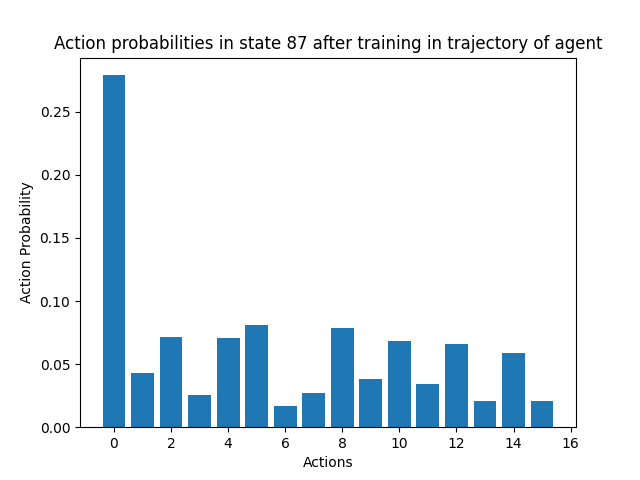 Action probabilities in state 87 after training in trajectory of agent
0.25
0.20
0.15
0.10
0.05
0.00
Action Probability
0 2 4 6 8 10 12 14 16
Actions